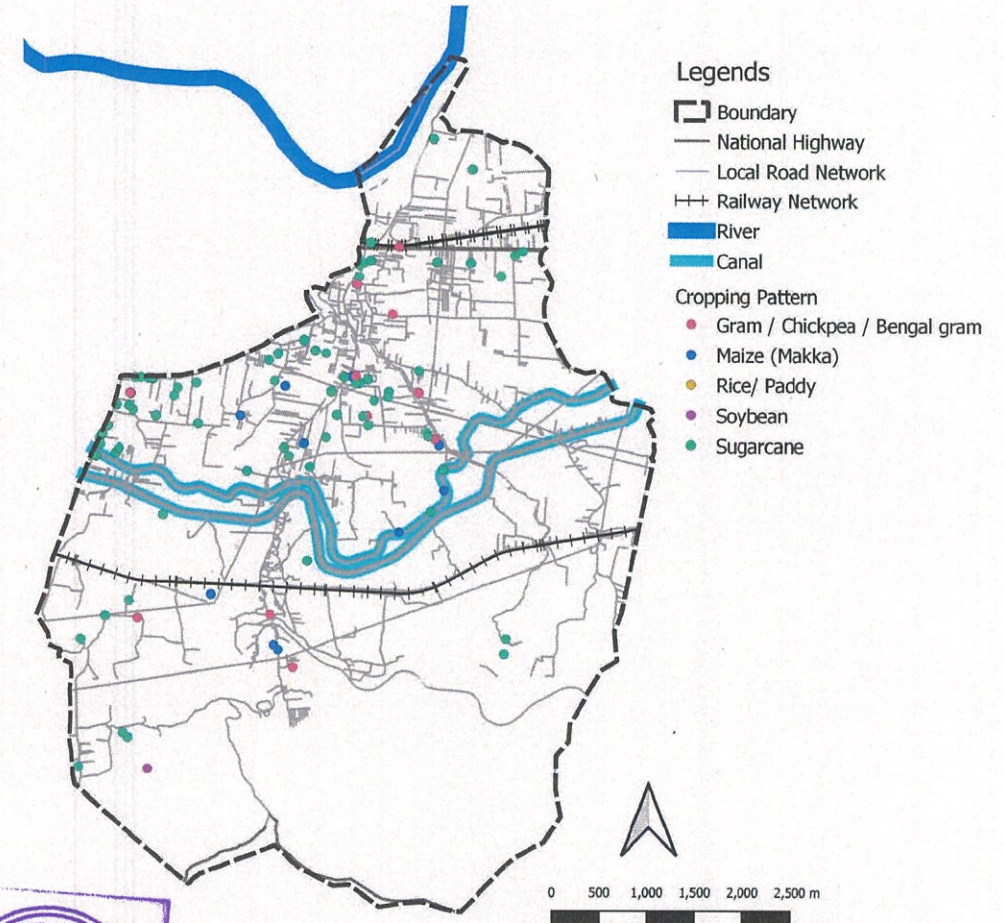 Legends
Boundary
National Highway
Local Road Network
Railway Network
River
Canal
Cropping Pattern
Gram / Chickpea / Bengal gram
Maize (Makka)
Rice/ Paddy
Soybean
Sugarcane
0 500 1,000 1,500 2,000 2,500 m